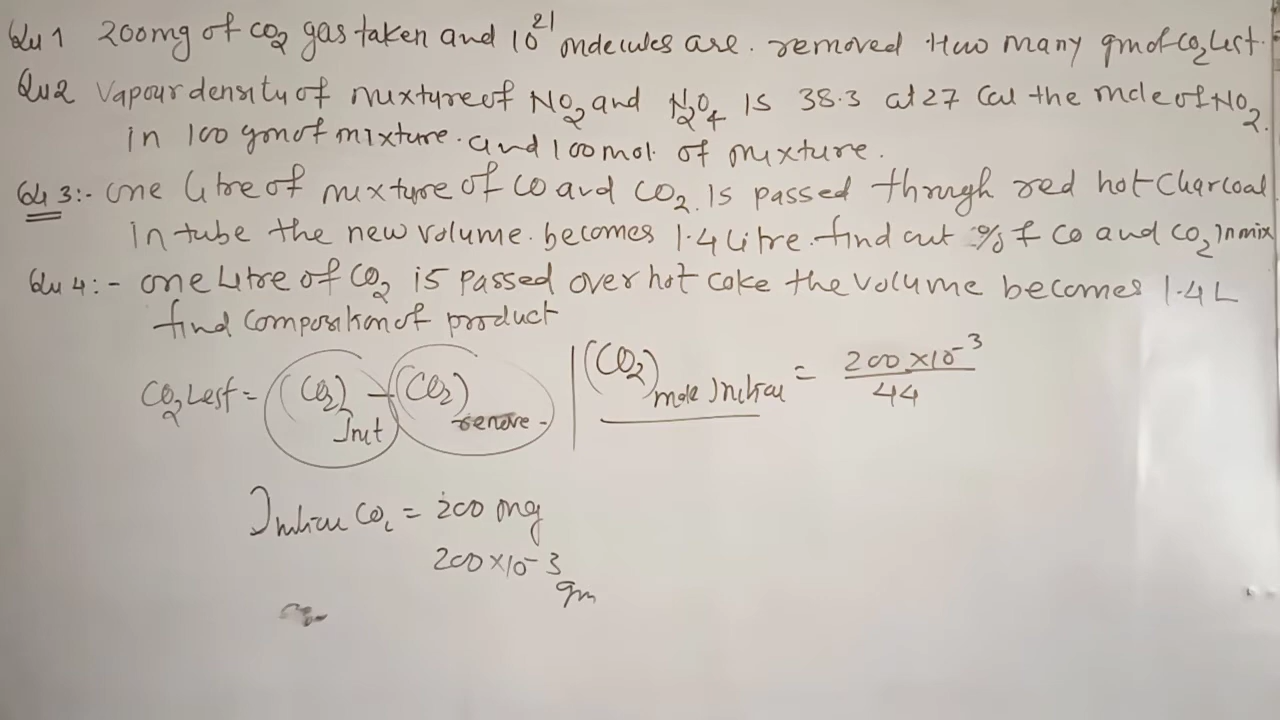 Qu 1 200mg of CO2 gas taken and 10^21 molecules are. removed How many gm of CO2 Left.
Qu 2 Vapour density of mixture of NO2 and N2O4 is 38.3 at 27 Cal the mole of NO2
in 100 gm of mixture. and 100 mol. of mixture.
Qu 3:- one Litre of mixture of CO and CO2 is passed through red hot Charcoal
in tube the new volume. becomes 1.4 Litre. find out % of CO and CO2 in mix
Qu 4:- one Litre of CO2 is passed over hot coke the volume becomes 1.4 L
find composition of product
CO2 Left = (CO2)Init - (CO2)remove - | (CO2)mole Initial = 200×10^-3 / 44
Initial CO2 = 200 mg
200×10^-3 gm